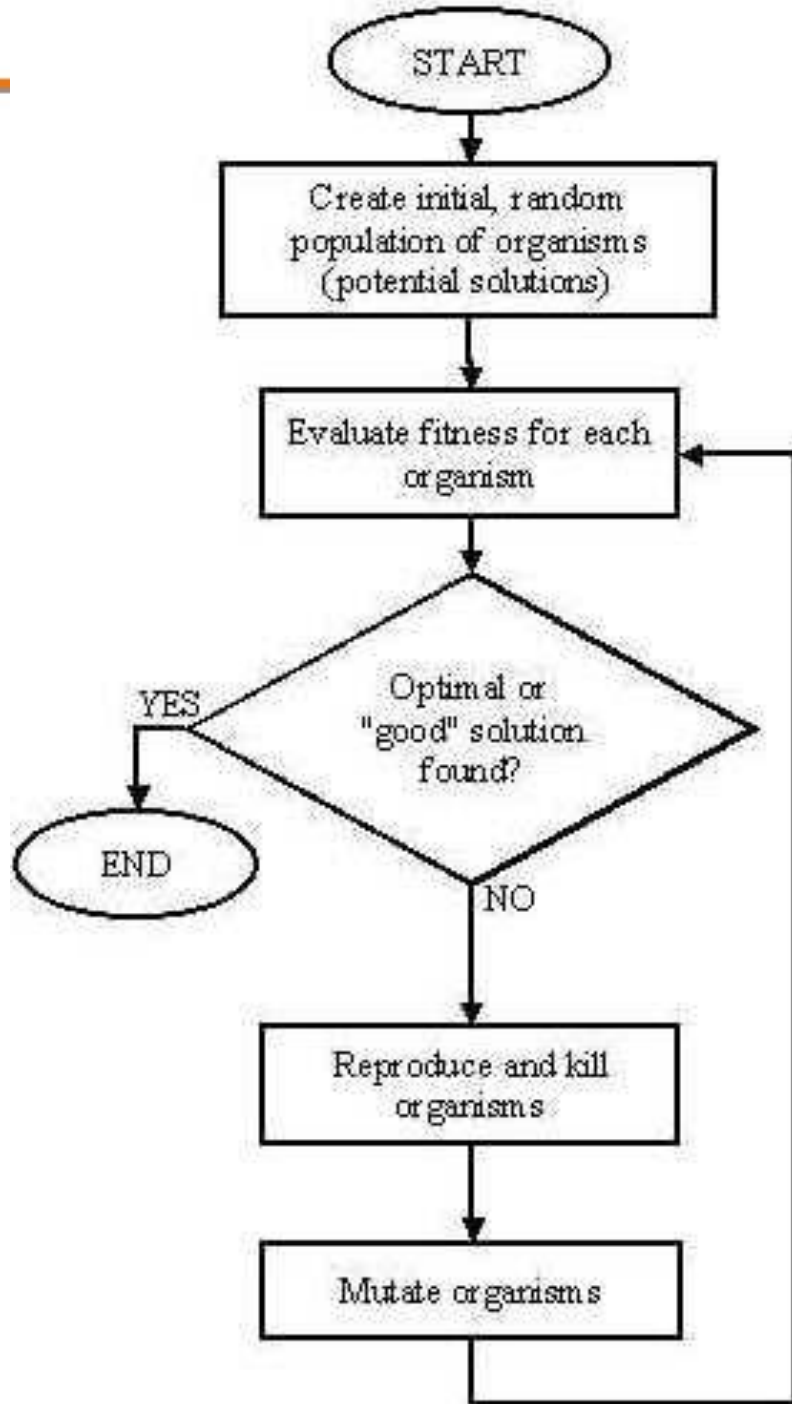 START
Create initial, random
population of organisms
(potential solutions)
Evaluate fitness for each
organism
Optimal or
"good" solution
found?
YES
END
NO
Reproduce and kill
organisms
Mutate organisms